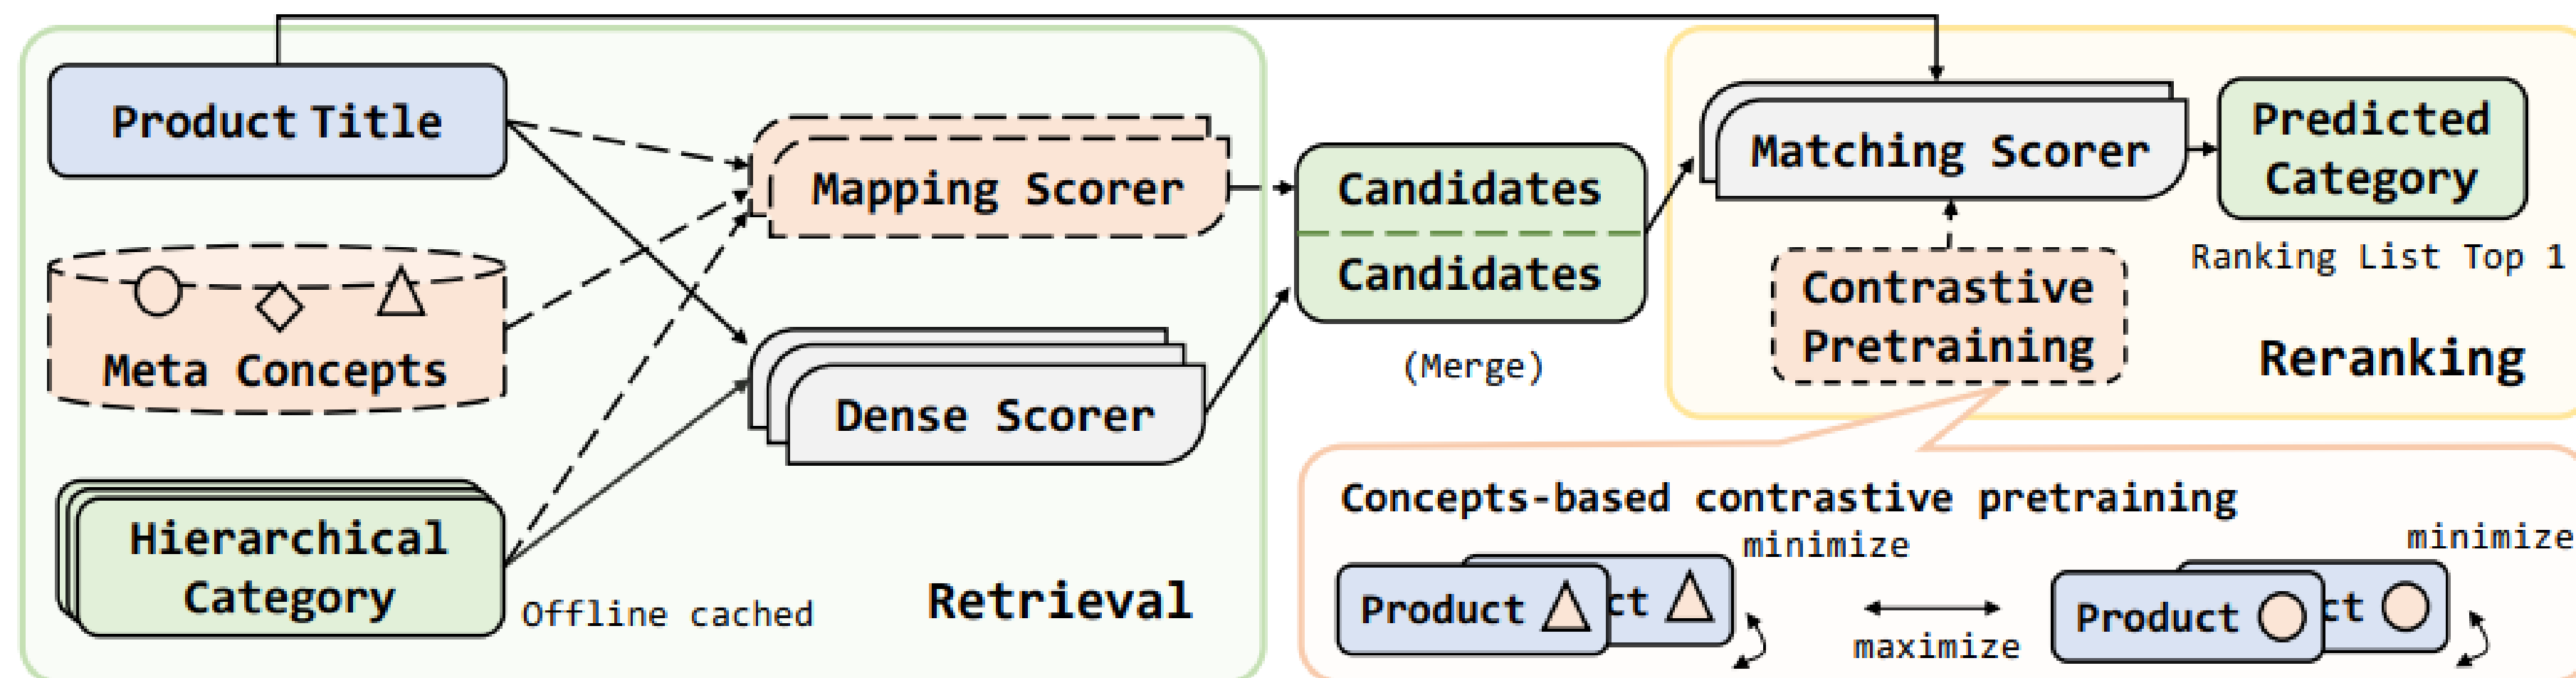 Product Title
Meta Concepts
Hierarchical
Category
Offline cached
Mapping Scorer
Dense Scorer
Retrieval
Candidates
Candidates
(Merge)
Matching Scorer
Contrastive
Pretraining
Predicted
Category
Ranking List Top 1
Reranking
Concepts-based contrastive pretraining
minimize
Product
ct
maximize
minimize
Product
ct